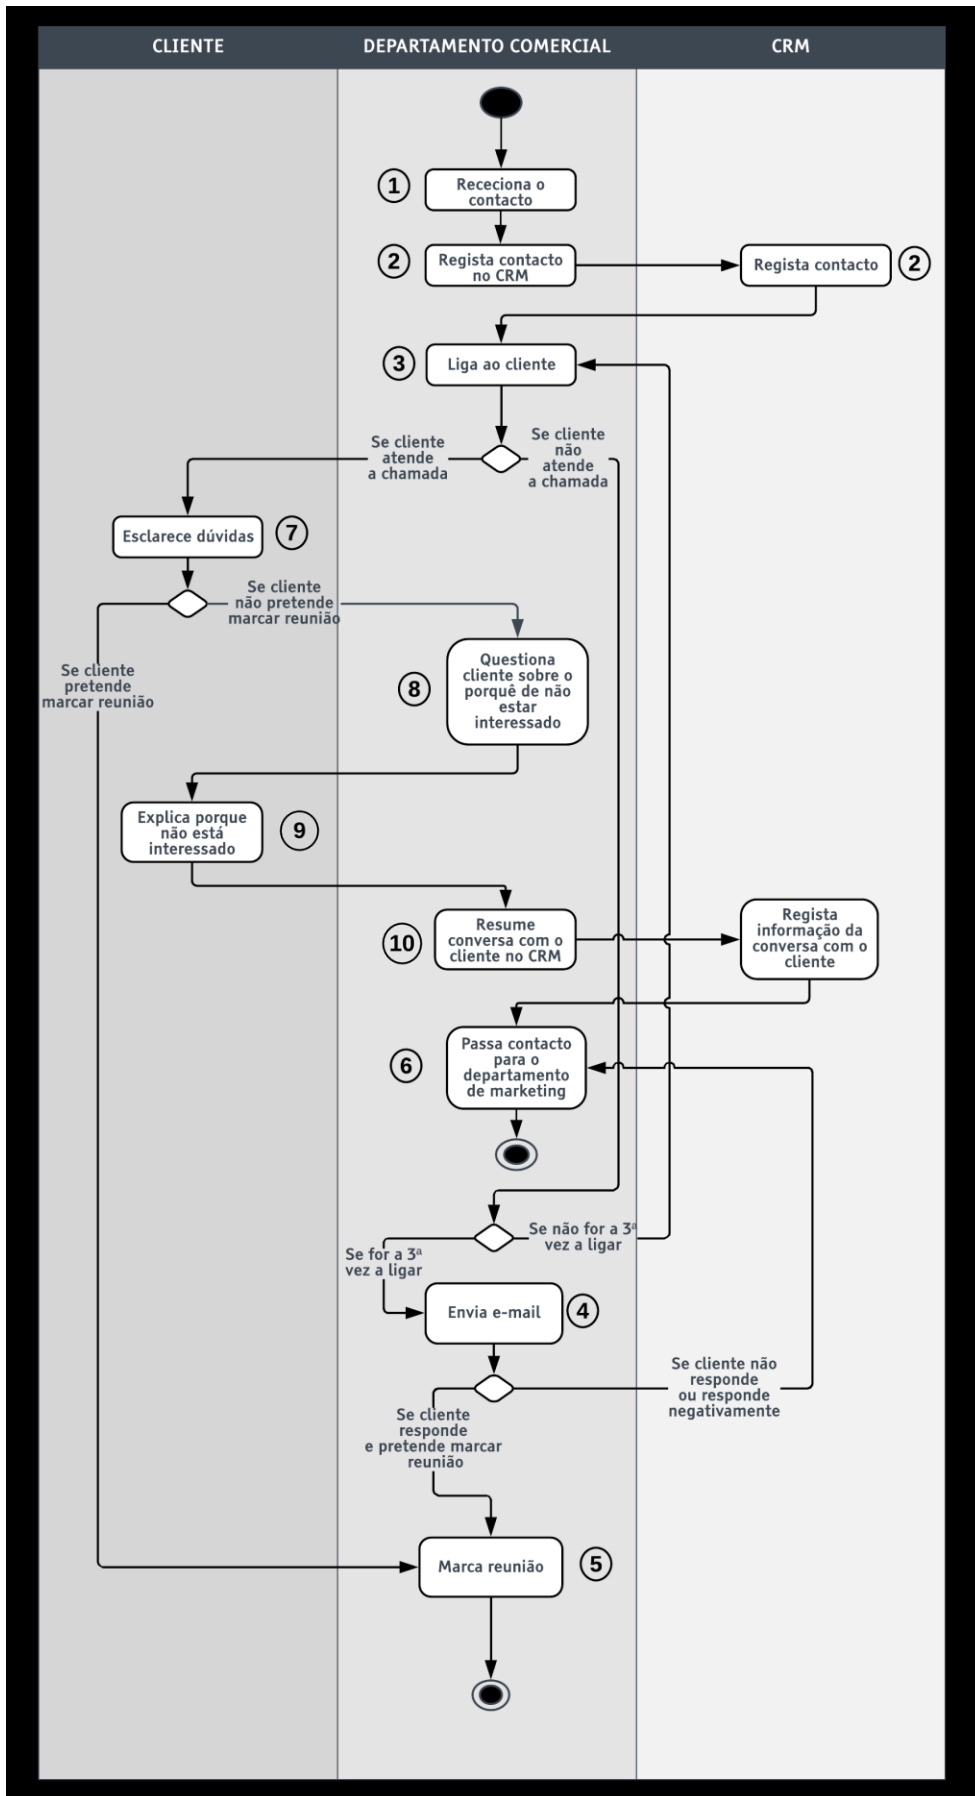 CLIENTE
DEPARTAMENTO COMERCIAL
CRM
1
Receciona o
contacto
2
Regista contacto
no CRM
Regista contacto
2
3
Liga ao cliente
Se cliente
atende
a chamada
Se cliente
não
atende
a chamada
Esclarece dúvidas
7
Se cliente
não pretende
marcar reunião
Se cliente
pretende
marcar reunião
8
Questiona
cliente sobre o
porquê de não
estar
interessado
Explica porque
não está
interessado
9
10
Resume
conversa com o
cliente no CRM
Regista
informação da
conversa com o
cliente
6
Passa contacto
para o
departamento
de marketing
Se não for a 3ª
vez a ligar
Se for a 3ª
vez a ligar
Envia e-mail
4
Se cliente não
responde
ou responde
negativamente
Se cliente
responde
e pretende marcar
reunião
Marca reunião
5